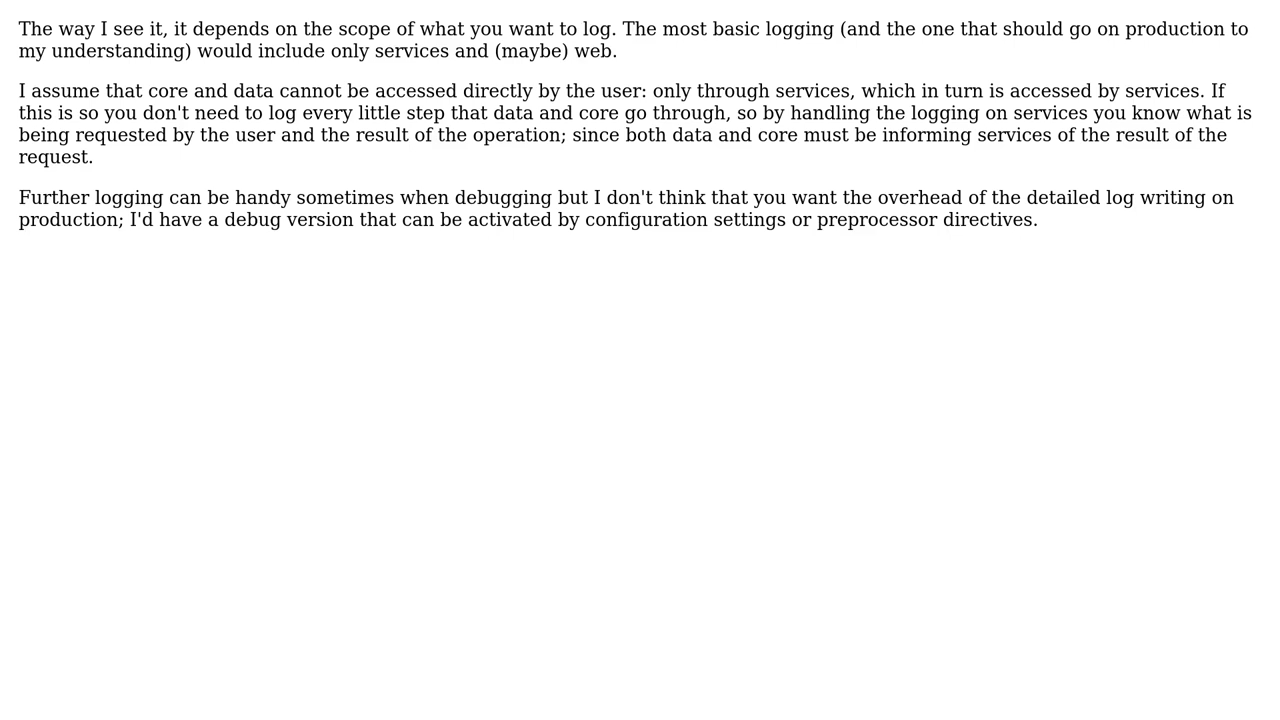 The way I see it, it depends on the scope of what you want to log. The most basic logging (and the one that should go on production to
my understanding) would include only services and (maybe) web.
I assume that core and data cannot be accessed directly by the user: only through services, which in turn is accessed by services. If
this is so you don't need to log every little step that data and core go through, so by handling the logging on services you know what is
being requested by the user and the result of the operation; since both data and core must be informing services of the result of the
request.
Further logging can be handy sometimes when debugging but I don't think that you want the overhead of the detailed log writing on
production; I'd have a debug version that can be activated by configuration settings or preprocessor directives.